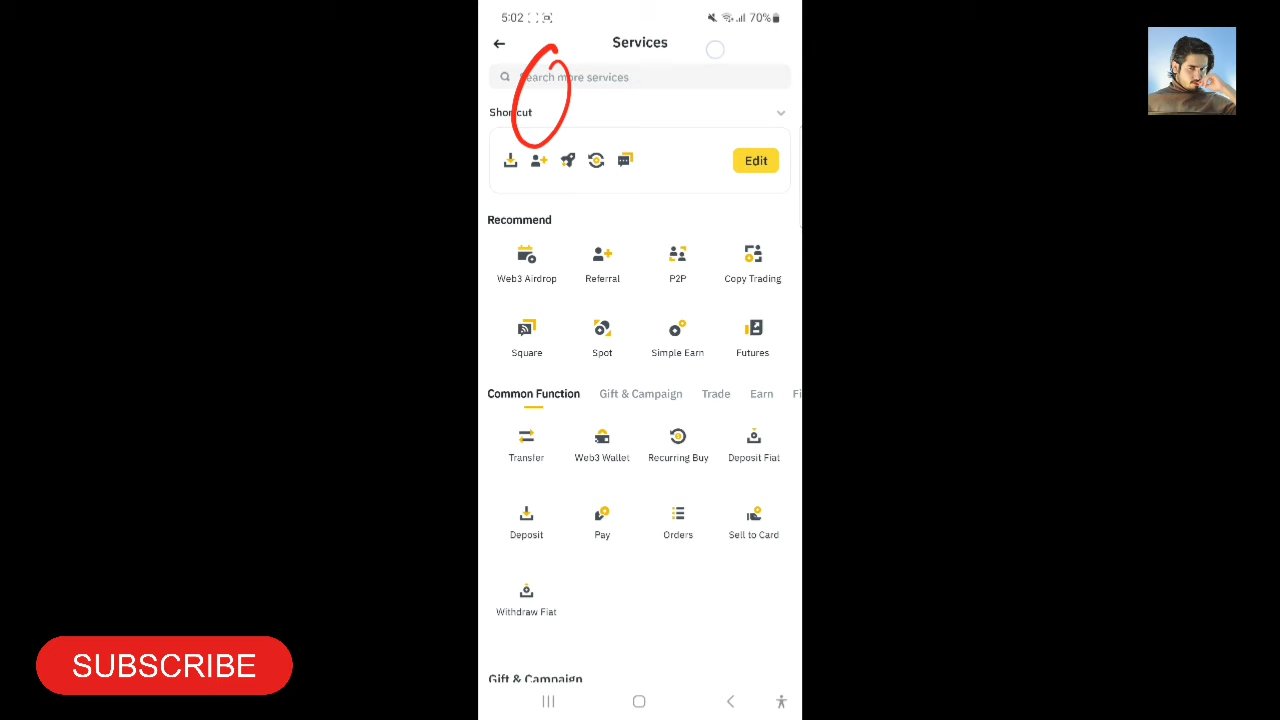 5:02 70%
Services
Search more services
Shortcut
Edit
Recommend
Web3 Airdrop Referral P2P Copy Trading
Square Spot Simple Earn Futures
Common Function Gift & Campaign Trade Earn Fi
Transfer Web3 Wallet Recurring Buy Deposit Fiat
Deposit Pay Orders Sell to Card
Withdraw Fiat
Gift & Campaign
SUBSCRIBE